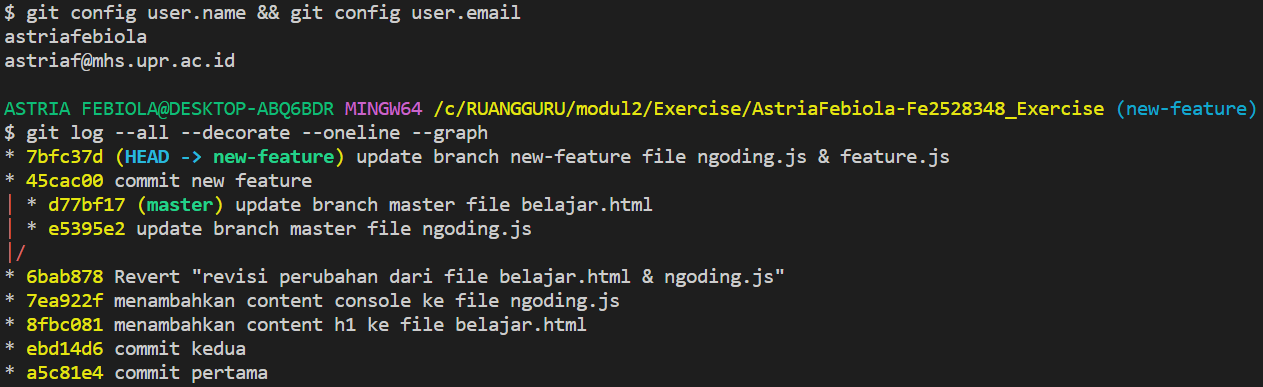 $ git config user.name && git config user.email
astriafebiola
astriaf@mhs.upr.ac.id
ASTRIA FEBIOLA@DESKTOP-ABQ6BDR MINGW64 /c/RUANGGURU/modul2/Exercise/AstriaFebiola-Fe2528348_Exercise (new-feature)
$ git log --all --decorate --oneline --graph
* 7bfc37d (HEAD -> new-feature) update branch new-feature file ngoding.js & feature.js
* 45cac00 commit new feature
| * d77bf17 (master) update branch master file belajar.html
| * e5395e2 update branch master file ngoding.js
|/
* 6bab878 Revert "revisi perubahan dari file belajar.html & ngoding.js"
* 7ea922f menambahkan content console ke file ngoding.js
* 8fbc081 menambahkan content h1 ke file belajar.html
* ebd14d6 commit kedua
* a5c81e4 commit pertama